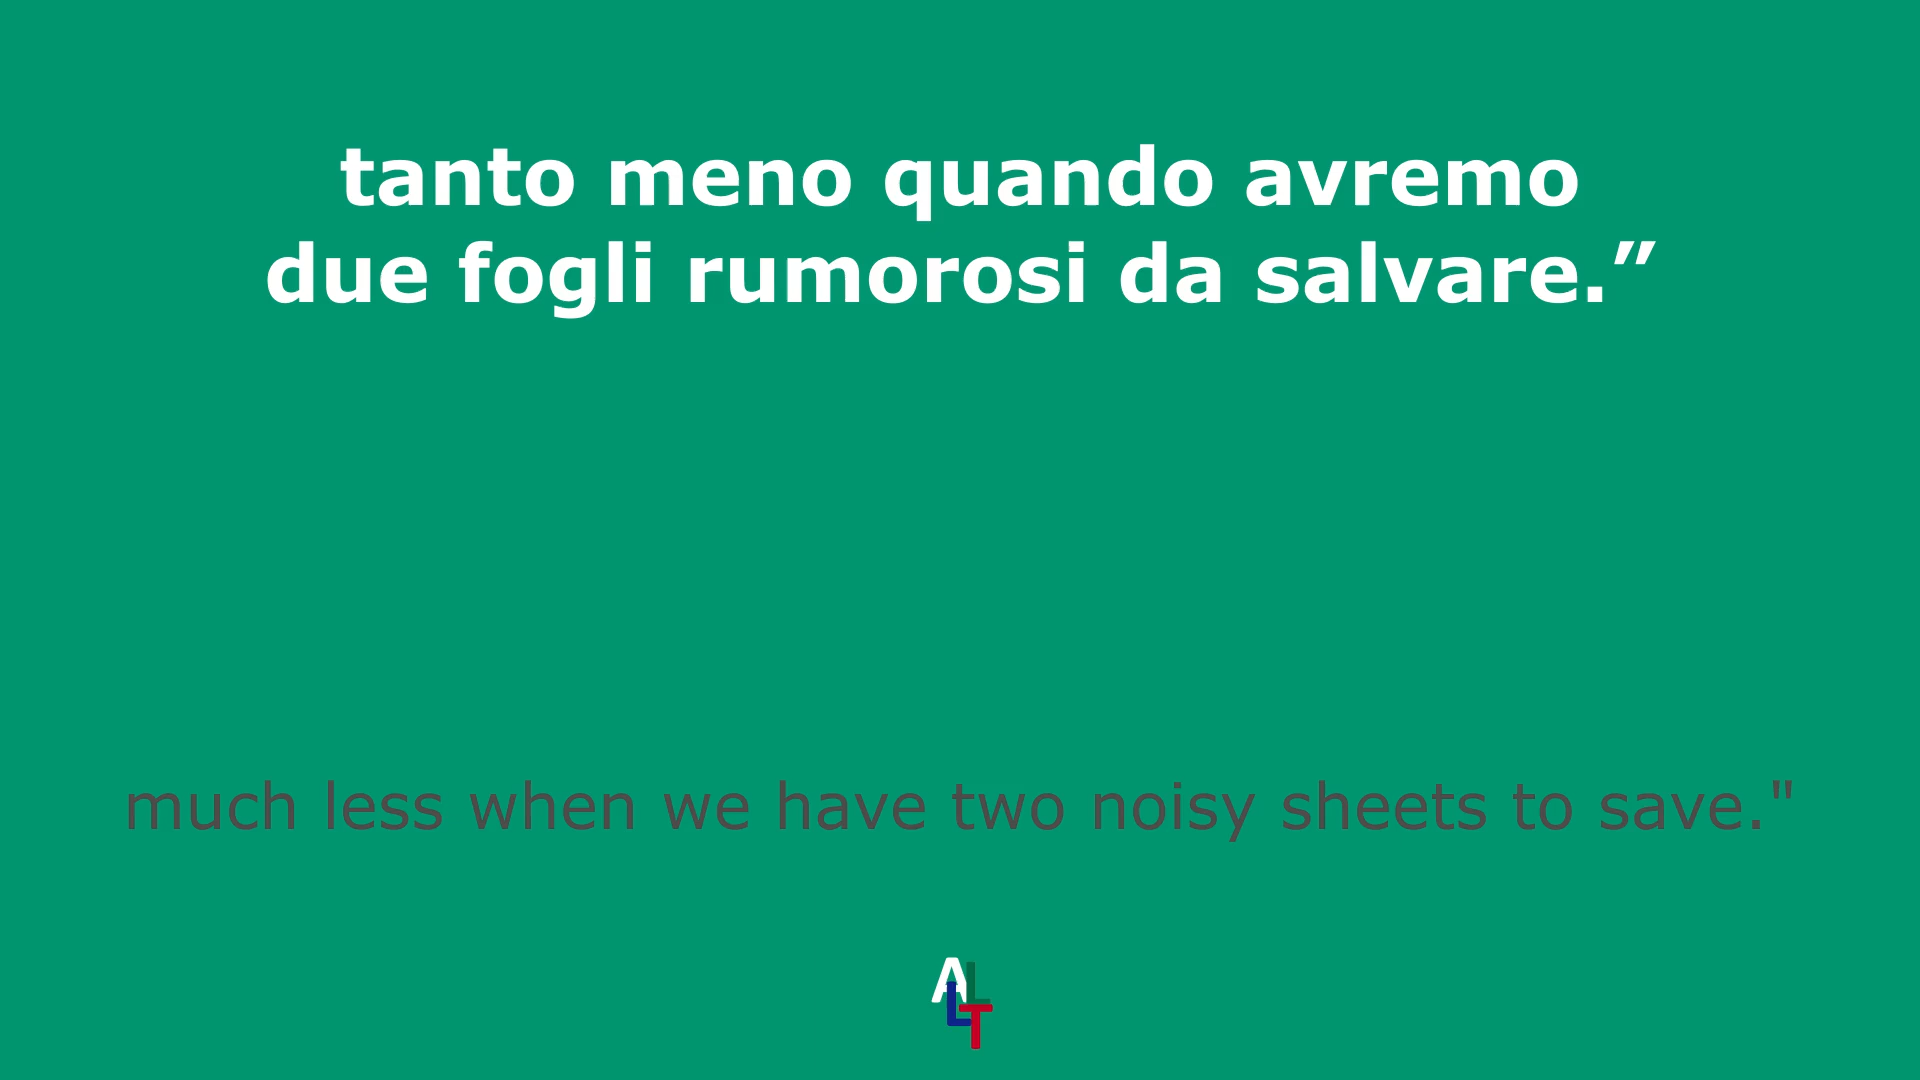 tanto meno quando avremo
due fogli rumorosi da salvare.”
much less when we have two noisy sheets to save."
ALLT